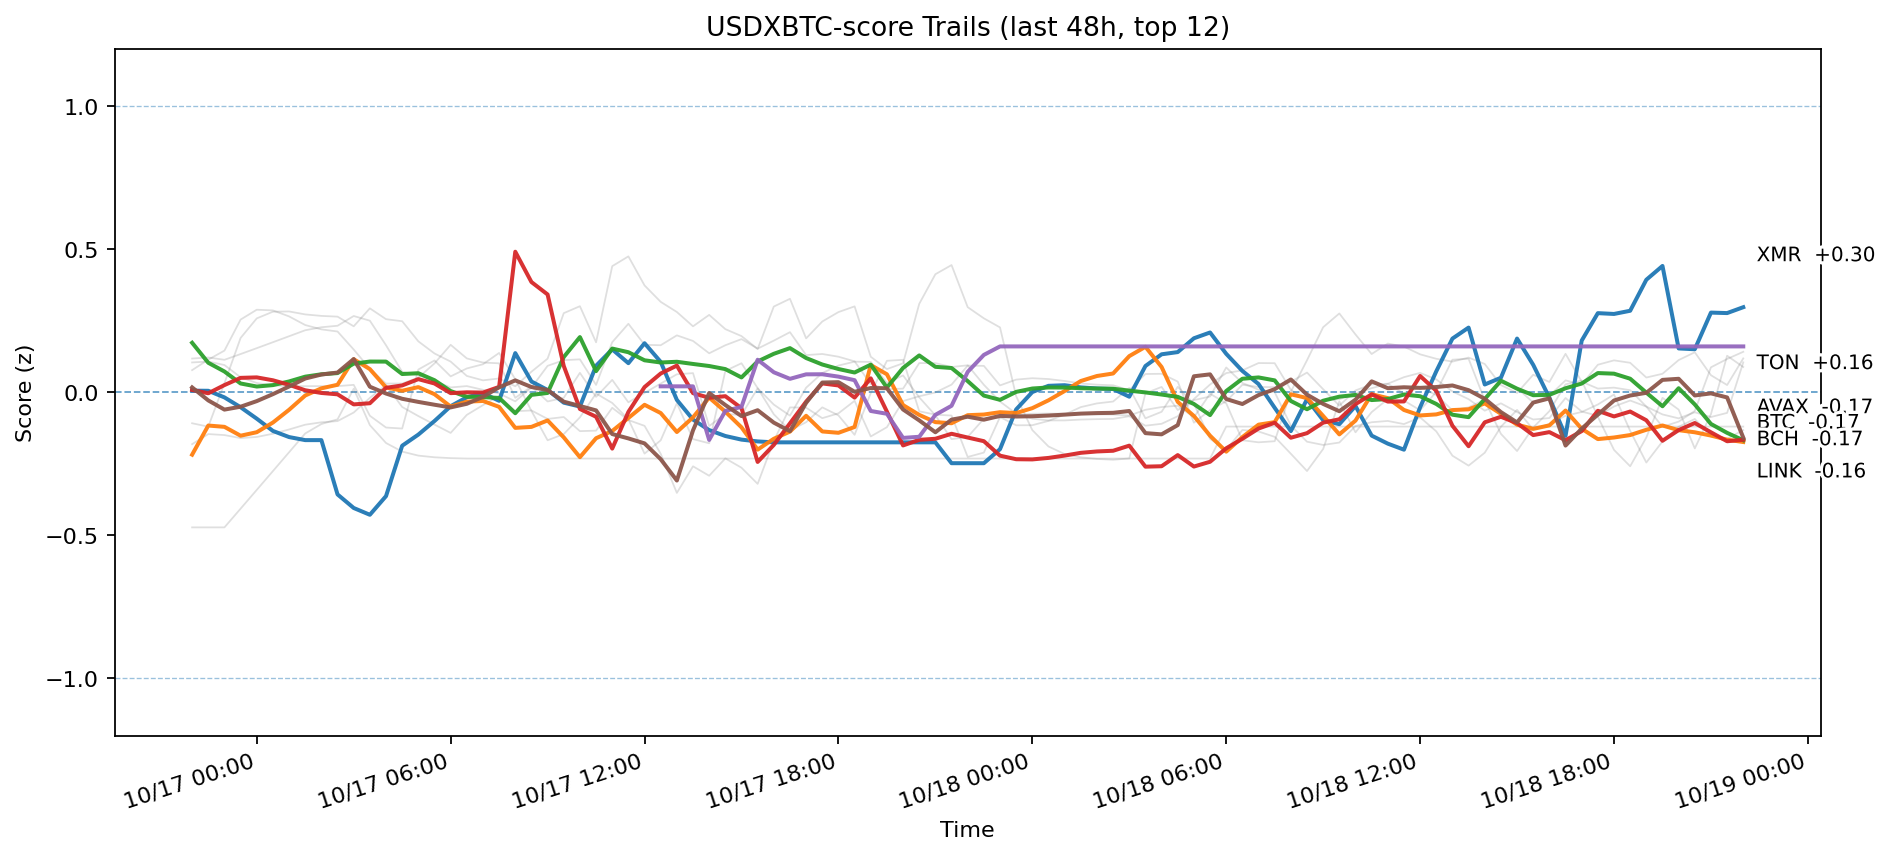 USDXBTC-score Trails (last 48h, top 12)
Score (z)
1.0
0.5
0.0
−0.5
−1.0
XMR +0.30
TON +0.16
AVAX -0.17
BTC -0.17
BCH -0.17
LINK -0.16
10/17 00:00
10/17 06:00
10/17 12:00
10/17 18:00
10/18 00:00
10/18 06:00
10/18 12:00
10/18 18:00
10/19 00:00
Time